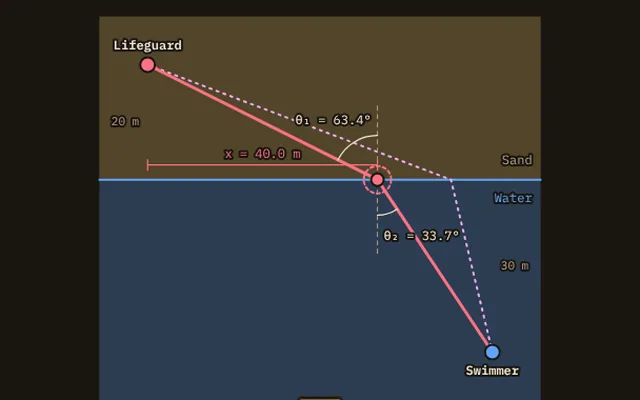 Lifeguard
θ₁ = 63.4°
20 m
x = 40.0 m
Sand
Water
θ₂ = 33.7°
30 m
Swimmer